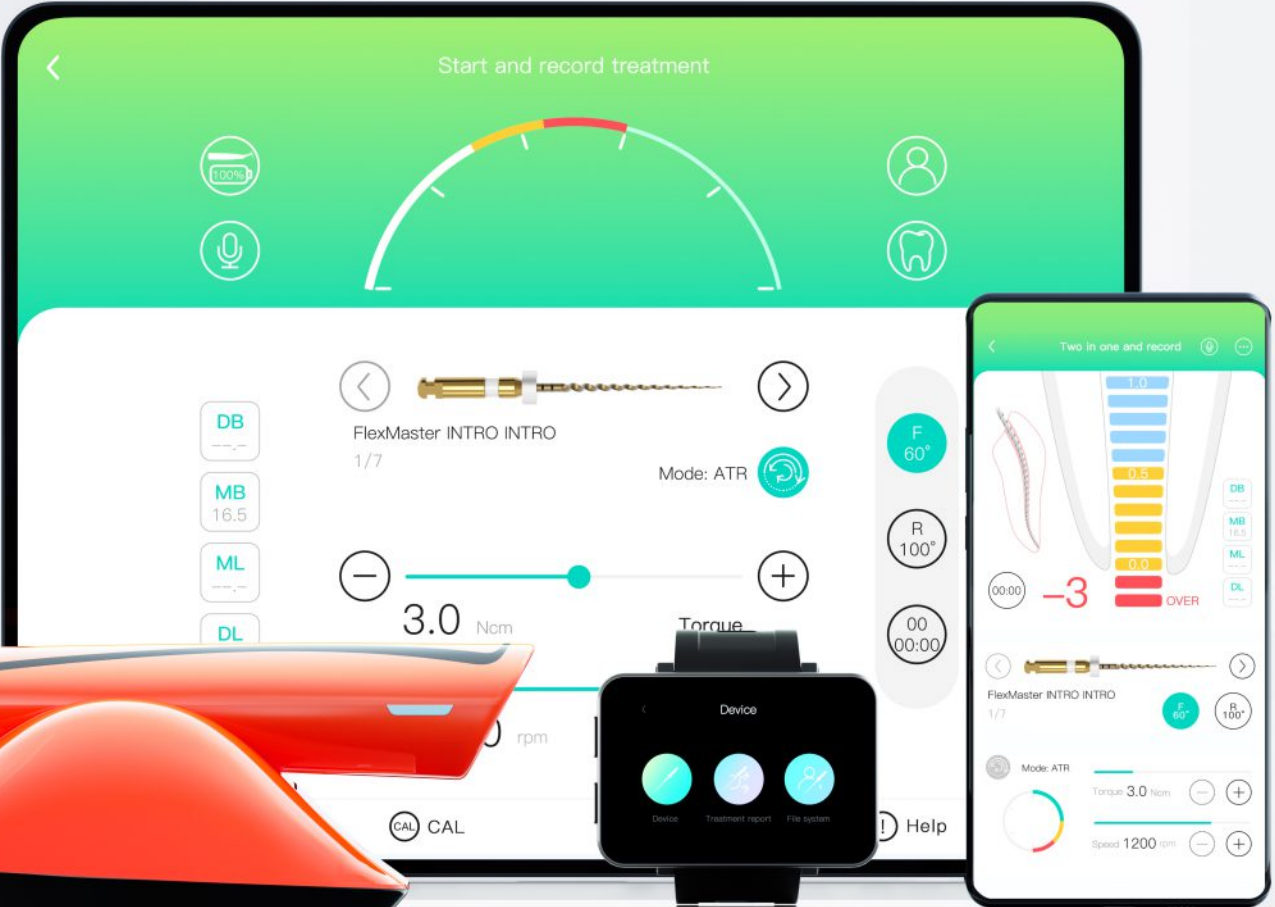 Start and record treatment
100%
DB
--.-
MB
16.5
ML
--.-
DL
FlexMaster INTRO INTRO
1/7
Mode: ATR
3.0 Ncm
Torque
rpm
F
60°
R
100°
00
00:00
CAL CAL
! Help
Device
Device
Treatment report
File system
Two in one and record
1.0
0.5
0.0
OVER
00:00
-3
DB
--.-
MB
16.5
ML
--.-
DL
--.-
FlexMaster INTRO INTRO
1/7
F
60°
R
100°
Mode: ATR
Torque 3.0 Ncm
Speed 1200 rpm